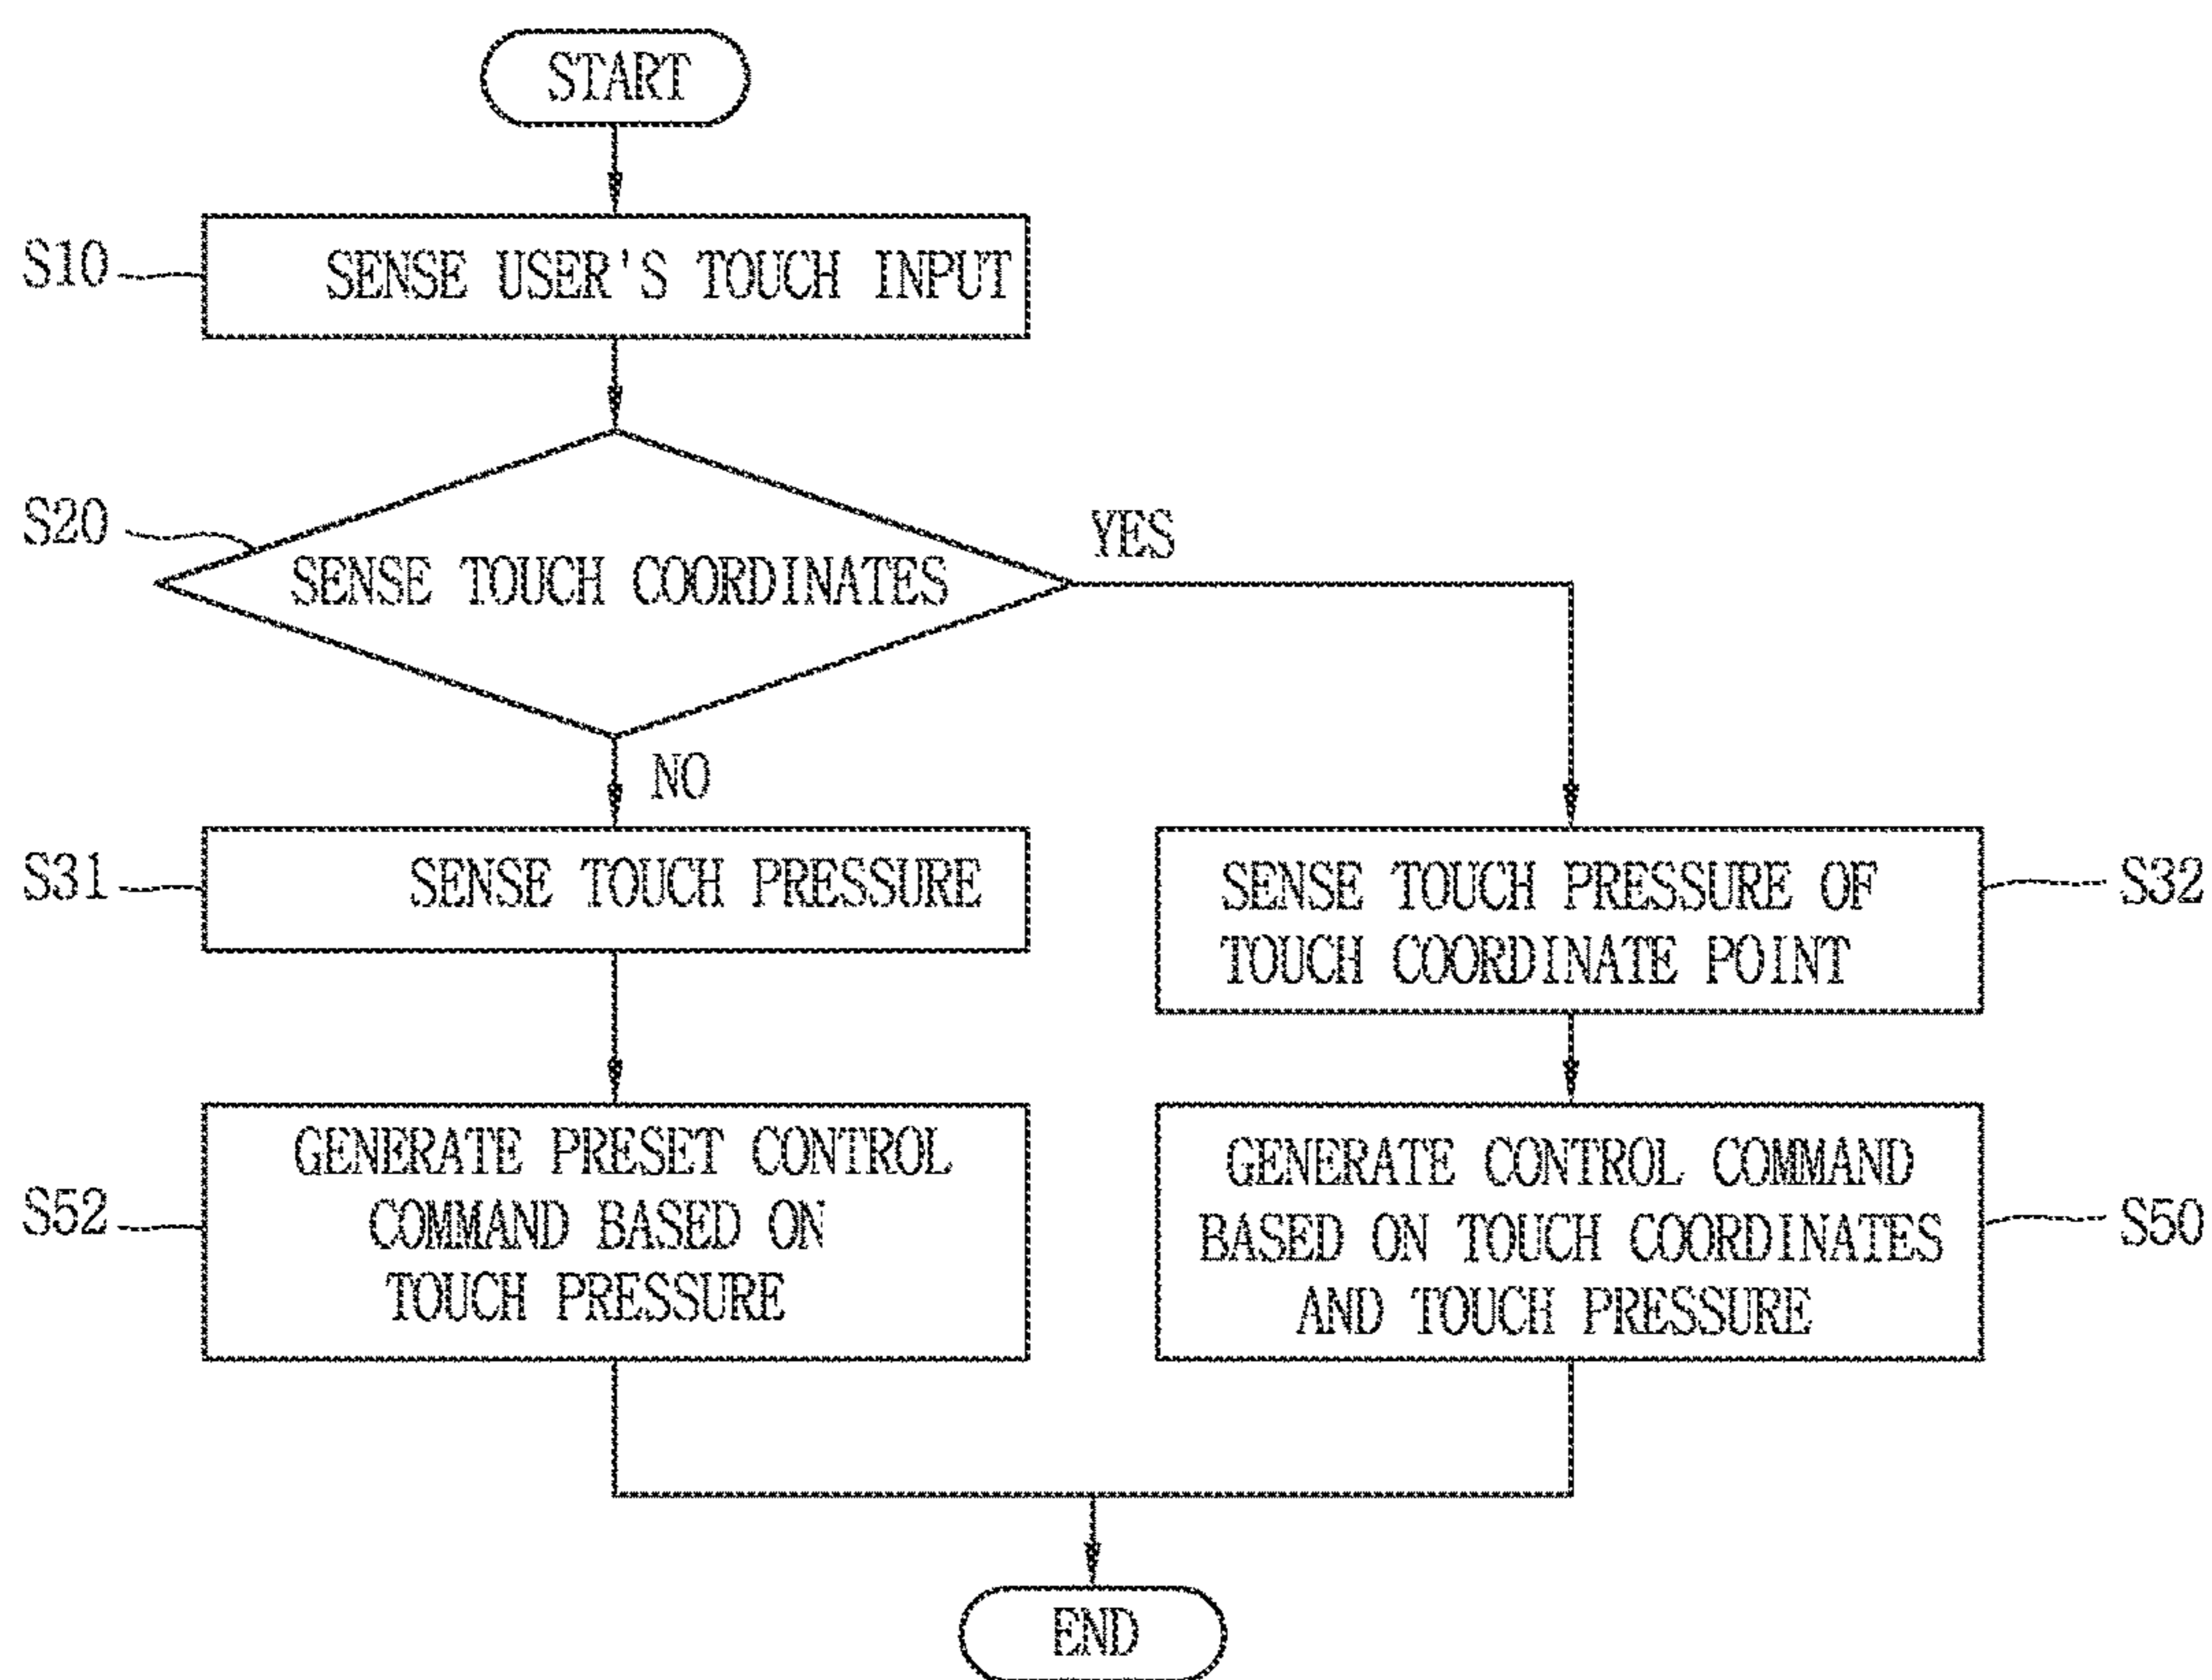 START
S10
SENSE USER'S TOUCH INPUT
S20
SENSE TOUCH COORDINATES
YES
NO
S31
SENSE TOUCH PRESSURE
SENSE TOUCH PRESSURE OF
TOUCH COORDINATE POINT
S32
S52
GENERATE PRESET CONTROL
COMMAND BASED ON
TOUCH PRESSURE
GENERATE CONTROL COMMAND
BASED ON TOUCH COORDINATES
AND TOUCH PRESSURE
S50
END